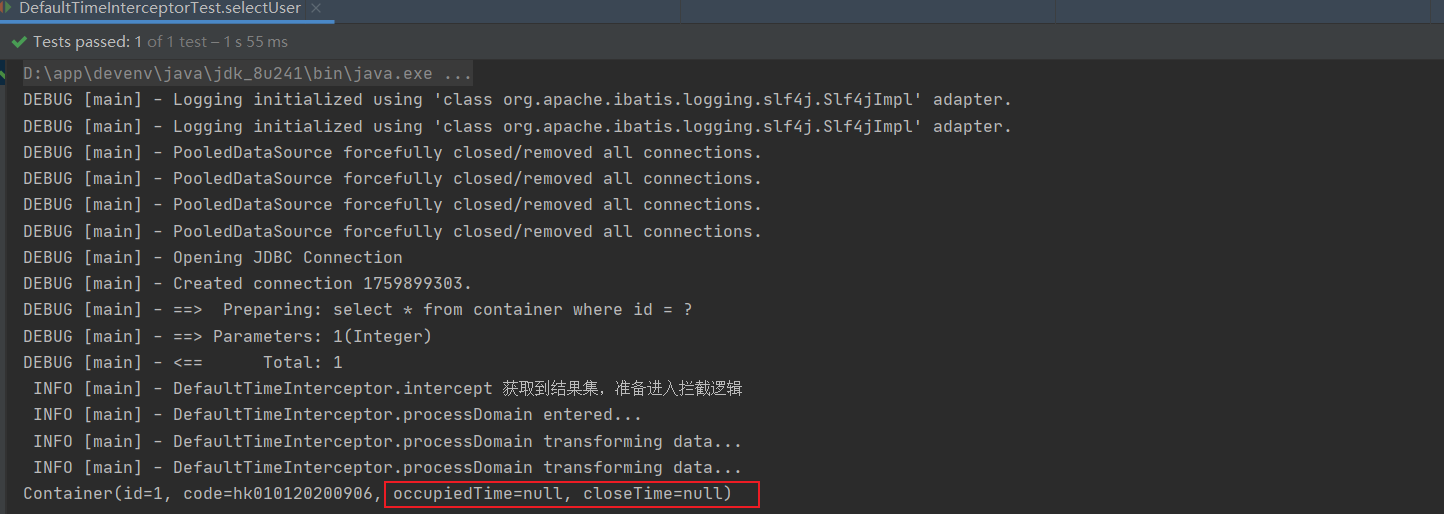 DefaultTimeInterceptorTest.selectUser ×
Tests passed: 1 of 1 test – 1 s 55 ms
D:\app\devenv\java\jdk_8u241\bin\java.exe ...
DEBUG [main] - Logging initialized using 'class org.apache.ibatis.logging.slf4j.Slf4jImpl' adapter.
DEBUG [main] - Logging initialized using 'class org.apache.ibatis.logging.slf4j.Slf4jImpl' adapter.
DEBUG [main] - PooledDataSource forcefully closed/removed all connections.
DEBUG [main] - PooledDataSource forcefully closed/removed all connections.
DEBUG [main] - PooledDataSource forcefully closed/removed all connections.
DEBUG [main] - PooledDataSource forcefully closed/removed all connections.
DEBUG [main] - Opening JDBC Connection
DEBUG [main] - Created connection 1759899303.
DEBUG [main] - ==>  Preparing: select * from container where id = ?
DEBUG [main] - ==> Parameters: 1(Integer)
DEBUG [main] - <==      Total: 1
 INFO [main] - DefaultTimeInterceptor.intercept 获取到结果集，准备进入拦截逻辑
 INFO [main] - DefaultTimeInterceptor.processDomain entered...
 INFO [main] - DefaultTimeInterceptor.processDomain transforming data...
 INFO [main] - DefaultTimeInterceptor.processDomain transforming data...
Container(id=1, code=hk010120200906, occupiedTime=null, closeTime=null)